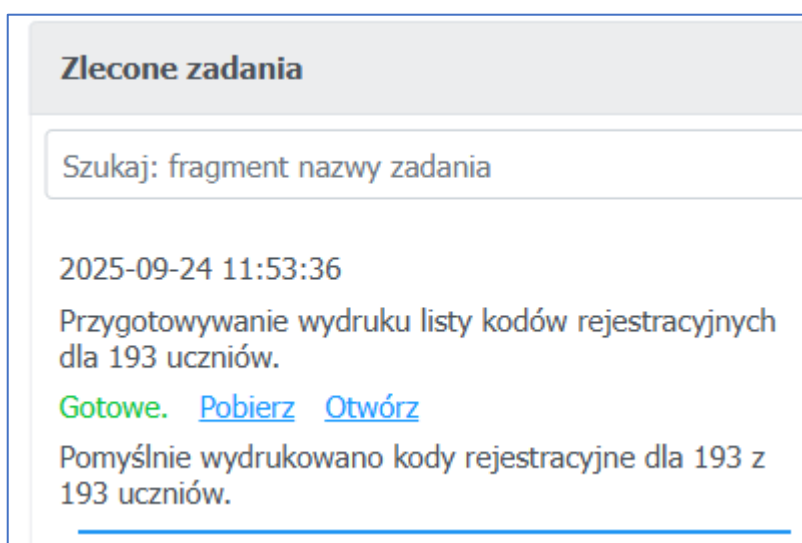 Zlecone zadania
Szukaj: fragment nazwy zadania
2025-09-24 11:53:36
Przygotowywanie wydruku listy kodów rejestracyjnych
dla 193 uczniów.
Gotowe. Pobierz Otwórz
Pomyślnie wydrukowano kody rejestracyjne dla 193 z
193 uczniów.